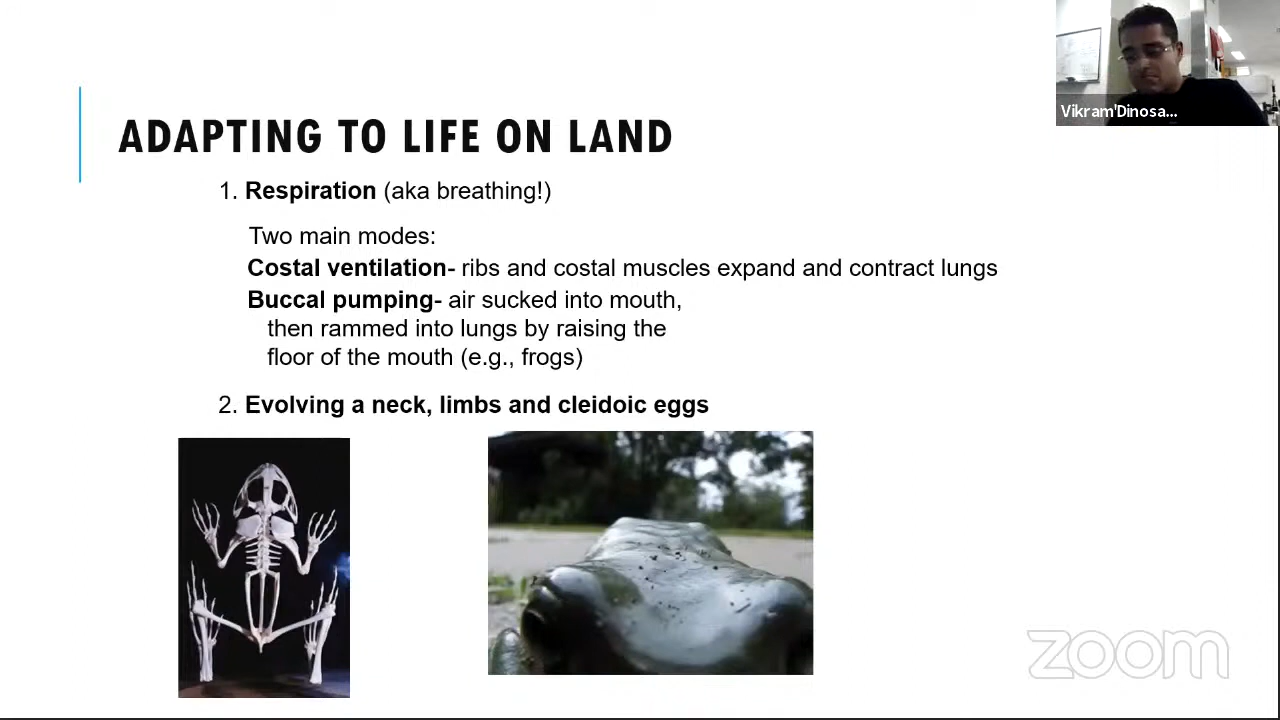 Vikram'Dinosa...
ADAPTING TO LIFE ON LAND
1. Respiration (aka breathing!)
Two main modes:
Costal ventilation- ribs and costal muscles expand and contract lungs
Buccal pumping- air sucked into mouth,
then rammed into lungs by raising the
floor of the mouth (e.g., frogs)
2. Evolving a neck, limbs and cleidoic eggs
zoom